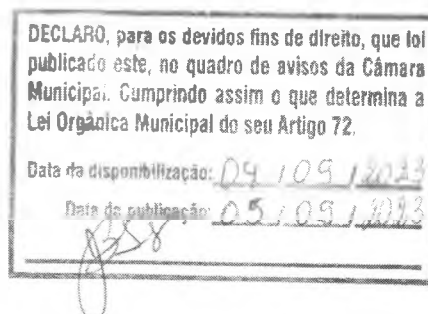 DECLARO, para os devidos fins de direito, que foi
publicado este, no quadro de avisos da Câmara
Municipal. Cumprindo assim o que determina a
Lei Orgânica Municipal do seu Artigo 72.
Data da disponibilização: 04 / 09 / 2023
Data da publicação: 05 / 09 / 2023